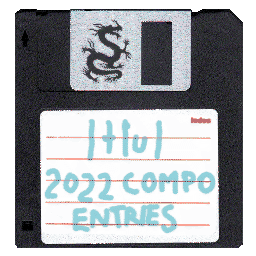 Index
|+|u|
2022 COMPO
ENTRIES